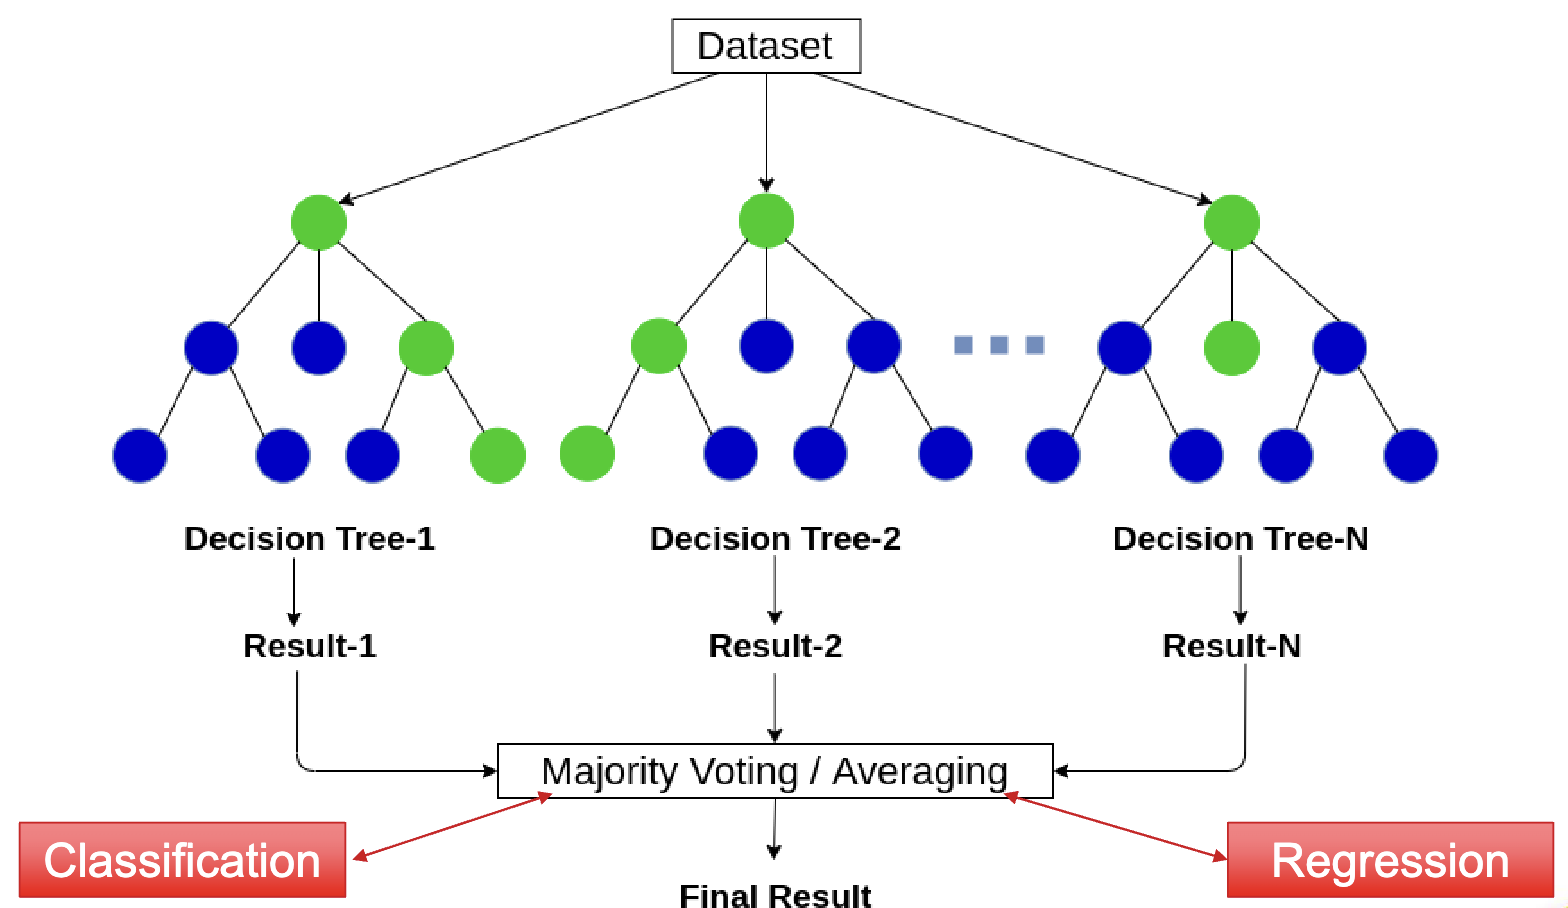 Dataset
Decision Tree-1
Decision Tree-2
Decision Tree-N
Result-1
Result-2
Result-N
Majority Voting / Averaging
Classification
Regression
Final Result